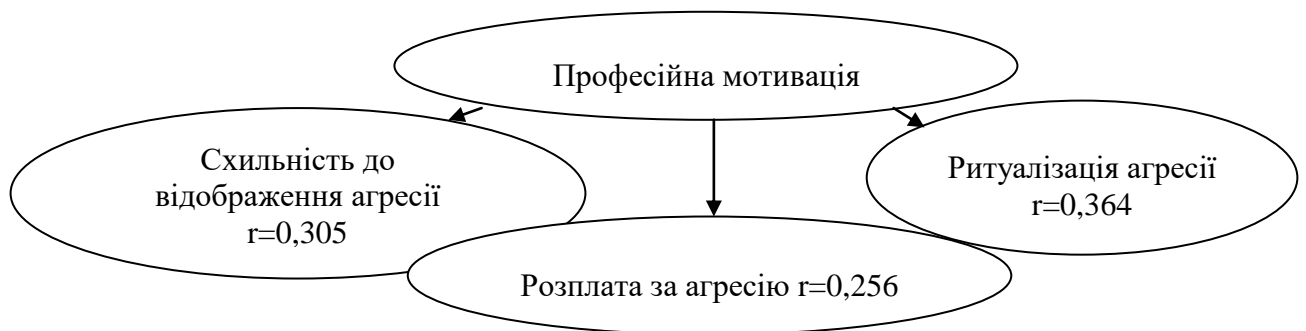 Професійна мотивація
Схильність до
відображення агресії
r=0,305
Ритуалізація агресії
r=0,364
Розплата за агресію r=0,256